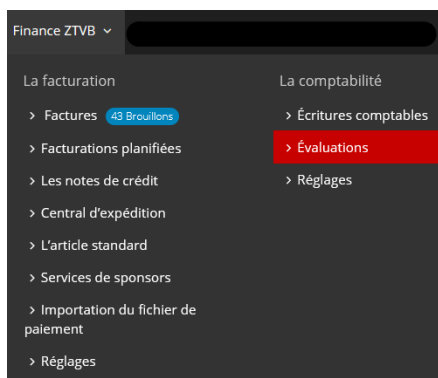 Finance ZTVB
La facturation
Factures 43 Brouillons
Facturations planifiées
Les notes de crédit
Central d'expédition
L'article standard
Services de sponsors
Importation du fichier de
paiement
Réglages
La comptabilité
Écritures comptables
Évaluations
Réglages